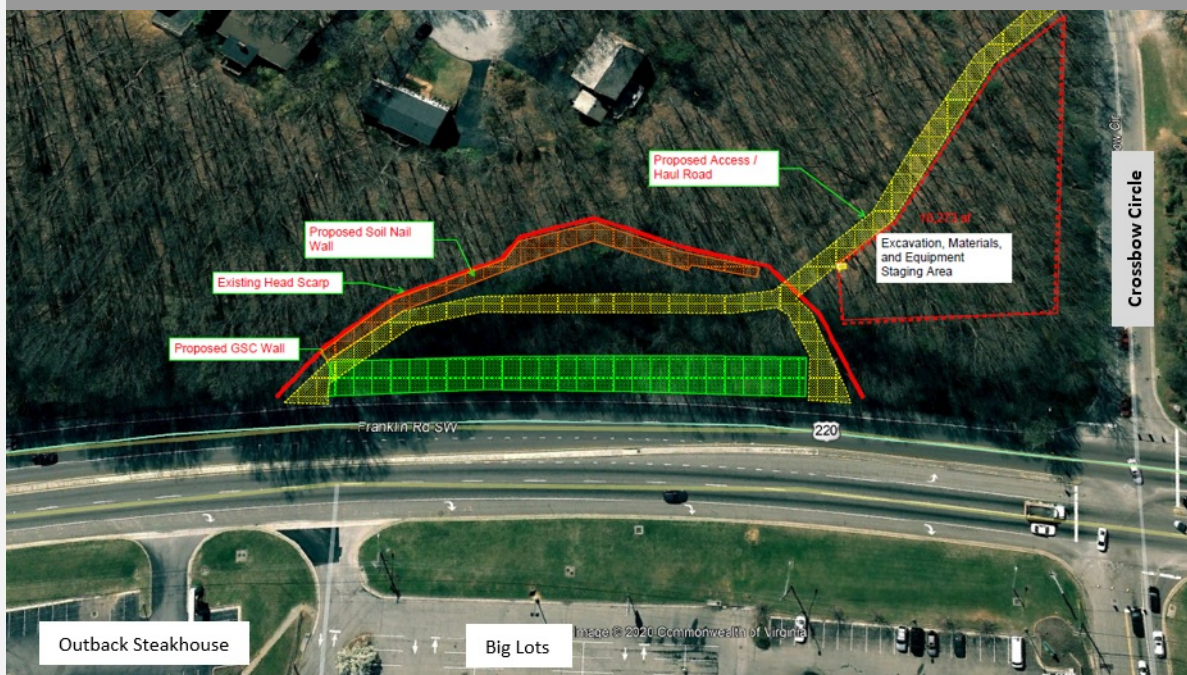 Proposed Access /
Haul Road
10,273 sf
Excavation, Materials,
and Equipment
Staging Area
Proposed Soil Nail
Wall
Existing Head Scarp
Proposed GSC Wall
Crossbow Circle
Franklin Rd SW
220
Outback Steakhouse
Big Lots
Image © 2020 Commonwealth of Virginia